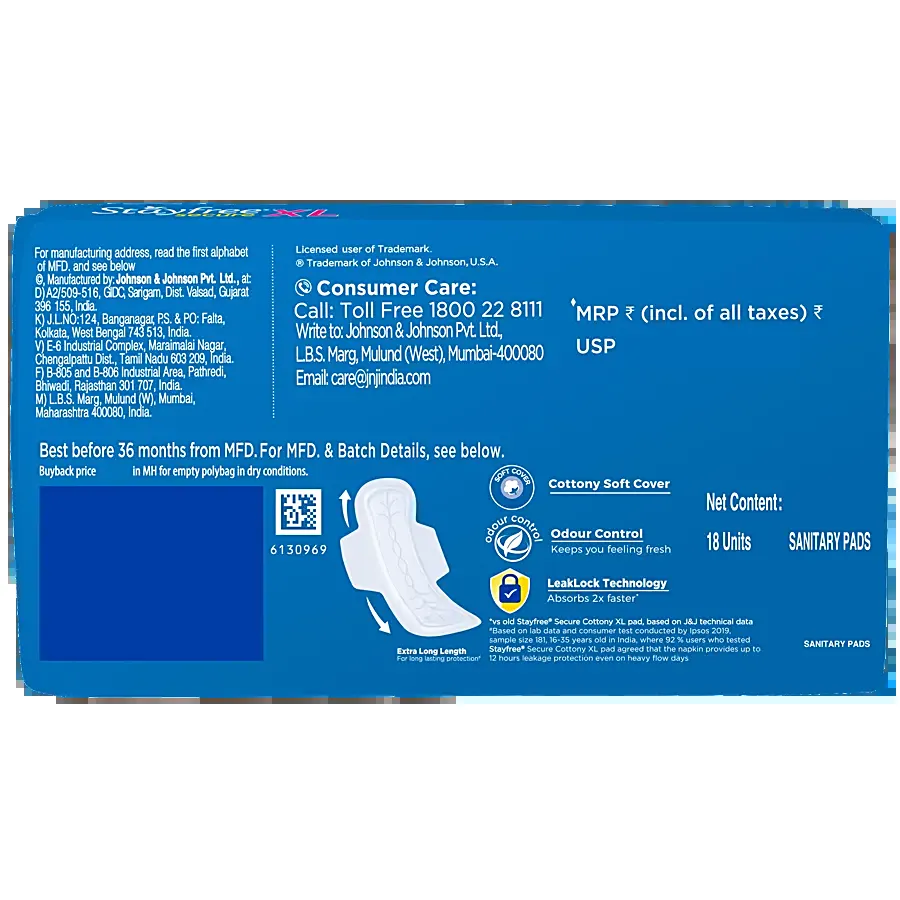 Stayfree® XL
secure
For manufacturing address, read the first alphabet
of MFD. and see below
©, Manufactured by: Johnson & Johnson Pvt. Ltd., at:
D) A2/509-516, GIDC, Sarigam, Dist. Valsad, Gujarat
396 155, India.
K) J.L.NO:124, Banganagar, P.S. & PO: Falta,
Kolkata, West Bengal 743 513, India.
V) E-6 Industrial Complex, Maraimalai Nagar,
Chengalpattu Dist., Tamil Nadu 603 209, India.
F) B-805 and B-806 Industrial Area, Pathredi,
Bhiwadi, Rajasthan 301 707, India.
M) L.B.S. Marg, Mulund (W), Mumbai,
Maharashtra 400080, India.
Licensed user of Trademark.
® Trademark of Johnson & Johnson, U.S.A.
Consumer Care:
Call: Toll Free 1800 22 8111
Write to: Johnson & Johnson Pvt. Ltd.,
L.B.S. Marg, Mulund (West), Mumbai-400080
Email: care@jnjindia.com
MRP ₹ (incl. of all taxes) ₹
USP
Best before 36 months from MFD. For MFD. & Batch Details, see below.
Buyback price in MH for empty polybag in dry conditions.
6130969
Extra Long Length
For long lasting protection#
SOFT COVER
Cottony Soft Cover
odour control
Odour Control
Keeps you feeling fresh
LeakLock Technology
Absorbs 2x faster*
*vs old Stayfree® Secure Cottony XL pad, based on J&J technical data
#Based on lab data and consumer test conducted by Ipsos 2019,
sample size 181, 16-35 years old in India, where 92 % users who tested
Stayfree® Secure Cottony XL pad agreed that the napkin provides up to
12 hours leakage protection even on heavy flow days
Net Content:
18 Units SANITARY PADS
SANITARY PADS